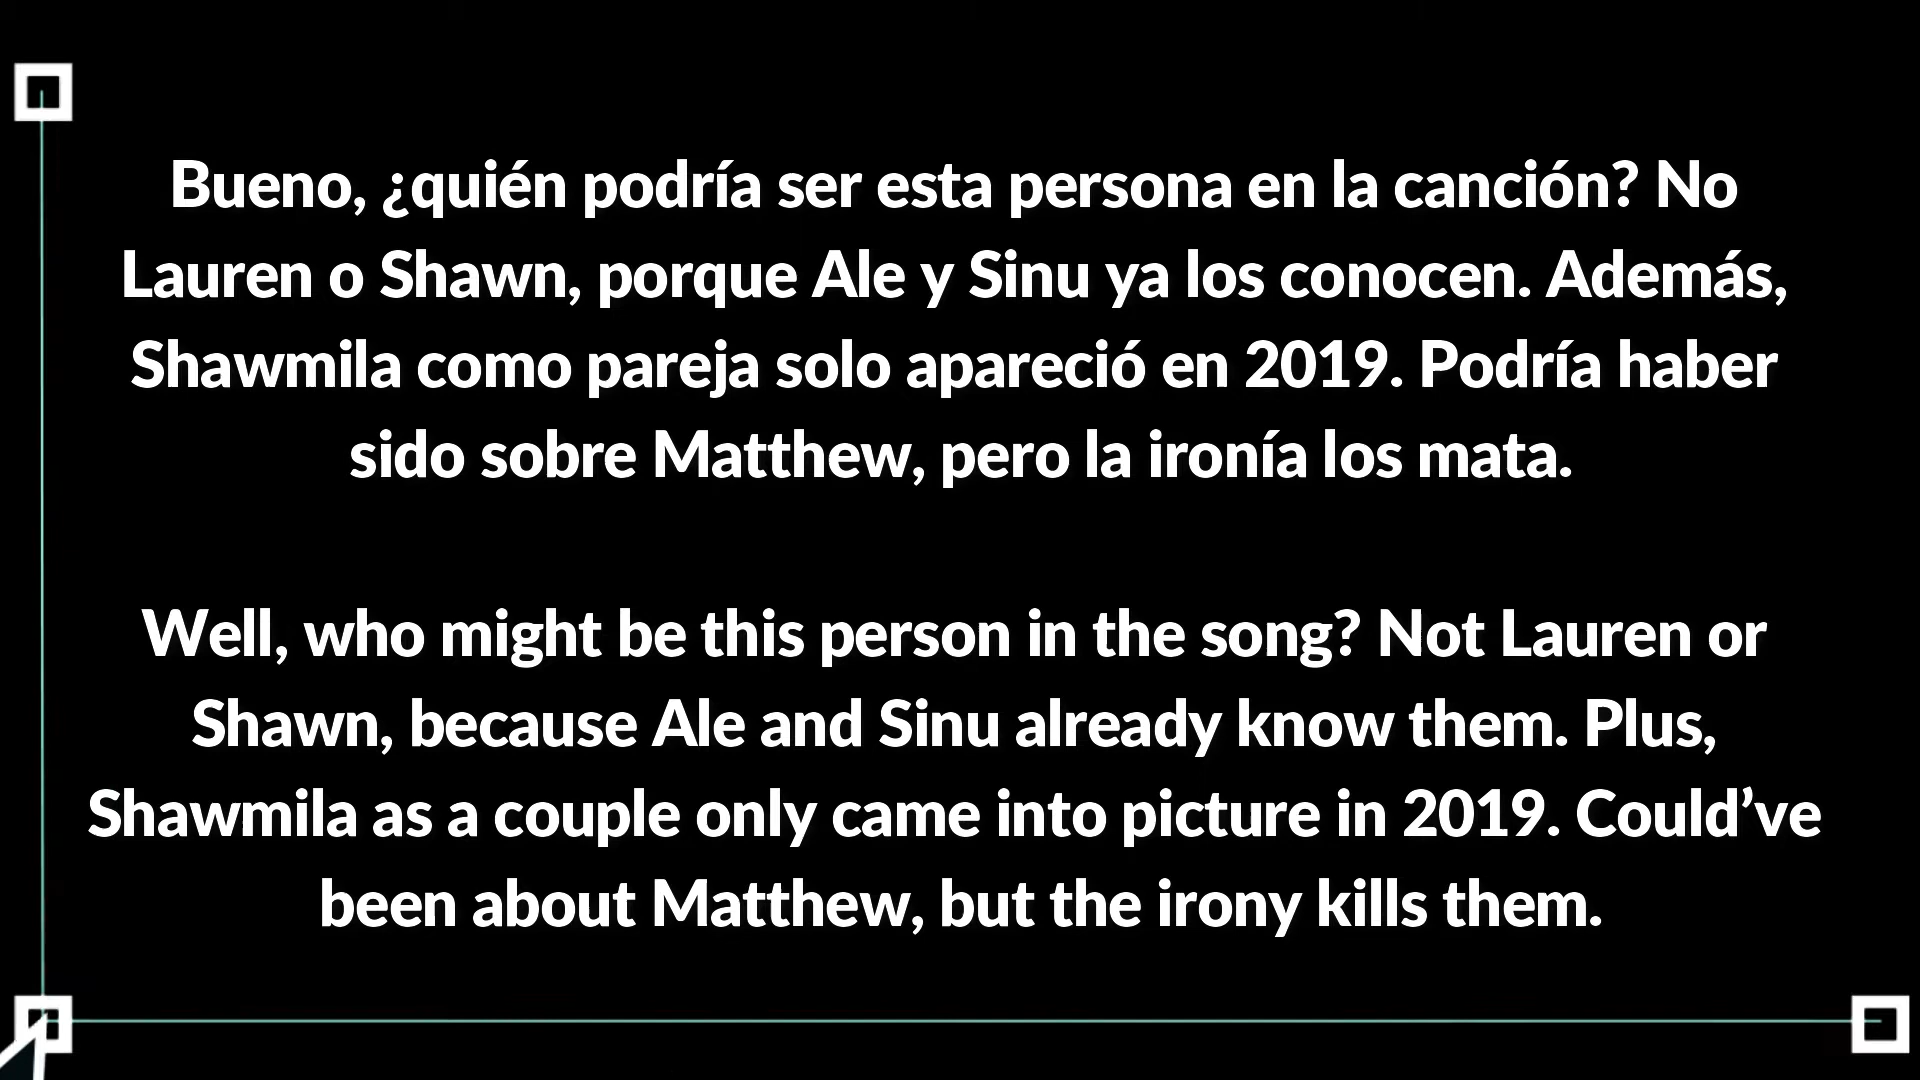 Bueno, ¿quién podría ser esta persona en la canción? No
Lauren o Shawn, porque Ale y Sinu ya los conocen. Además,
Shawmila como pareja solo apareció en 2019. Podría haber
sido sobre Matthew, pero la ironía los mata.
Well, who might be this person in the song? Not Lauren or
Shawn, because Ale and Sinu already know them. Plus,
Shawmila as a couple only came into picture in 2019. Could’ve
been about Matthew, but the irony kills them.